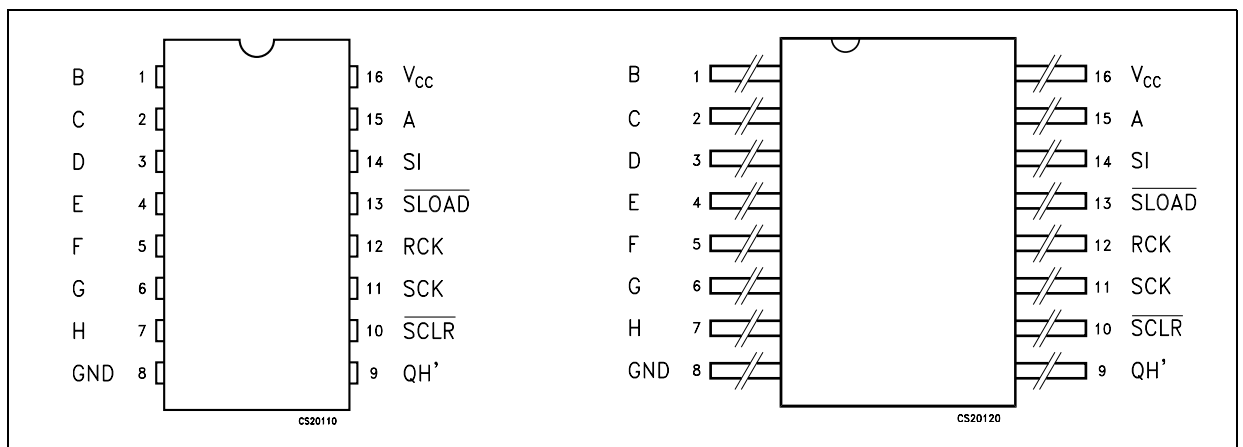 B 1 16 VCC
C 2 15 A
D 3 14 SI
E 4 13 SLOAD
F 5 12 RCK
G 6 11 SCK
H 7 10 SCLR
GND 8 9 QH'
CS20110
B 1 16 VCC
C 2 15 A
D 3 14 SI
E 4 13 SLOAD
F 5 12 RCK
G 6 11 SCK
H 7 10 SCLR
GND 8 9 QH'
CS20120